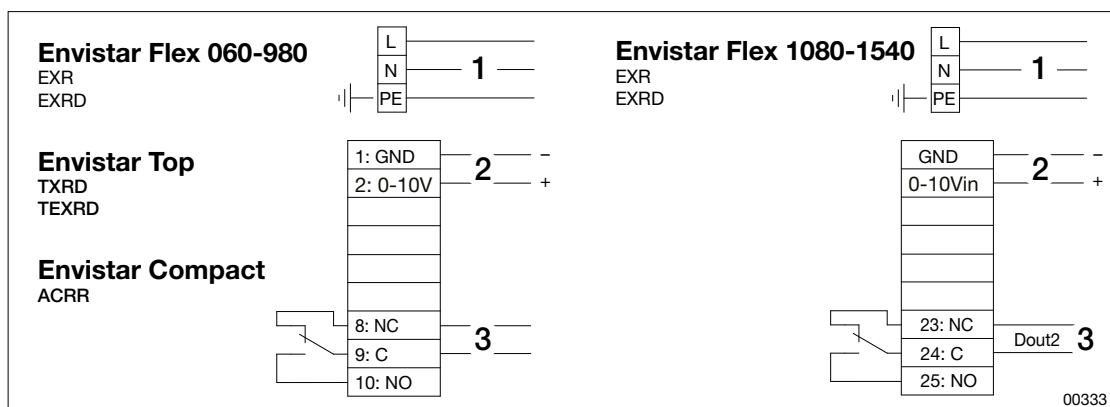 Envistar Flex 060-980
EXR
EXRD
L
N
PE
1
Envistar Top
TXRD
TEXRD
Envistar Compact
ACRR
1: GND
2: 0-10V
2
–
+
8: NC
9: C
10: NO
3
Envistar Flex 1080-1540
EXR
EXRD
L
N
PE
1
GND
0-10Vin
2
–
+
23: NC
24: C
25: NO
Dout2
3
00333